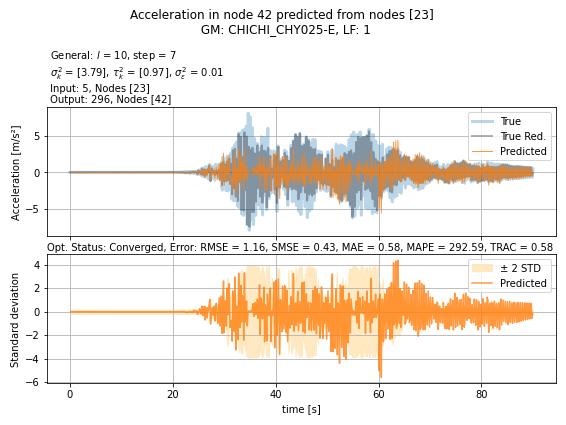 Acceleration in node 42 predicted from nodes [23]
GM: CHICHI_CHY025-E, LF: 1
General: l = 10, step = 7
σ²ₖ = [3.79], τ²ₖ = [0.97], σ²ε = 0.01
Input: 5, Nodes [23]
Output: 296, Nodes [42]
Acceleration [m/s²]
5
0
−5
True
True Red.
Predicted
Opt. Status: Converged, Error: RMSE = 1.16, SMSE = 0.43, MAE = 0.58, MAPE = 292.59, TRAC = 0.58
Standard deviation
4
2
0
−2
−4
−6
± 2 STD
Predicted
0 20 40 60 80
time [s]